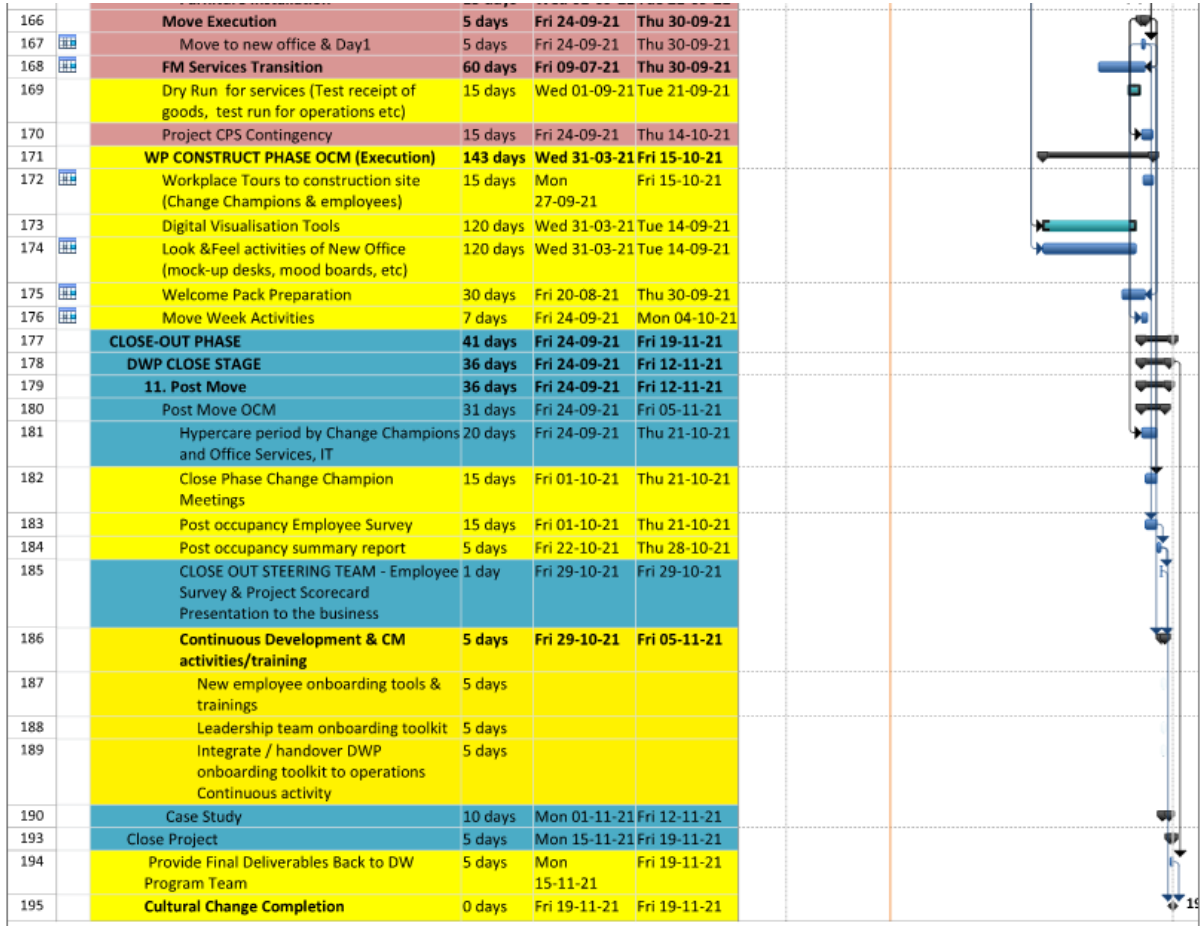 Furniture Installation
166 Move Execution 5 days Fri 24-09-21 Thu 30-09-21
167 Move to new office & Day1 5 days Fri 24-09-21 Thu 30-09-21
168 FM Services Transition 60 days Fri 09-07-21 Thu 30-09-21
169 Dry Run for services (Test receipt of 15 days Wed 01-09-21 Tue 21-09-21
goods, test run for operations etc)
170 Project CPS Contingency 15 days Fri 24-09-21 Thu 14-10-21
171 WP CONSTRUCT PHASE OCM (Execution) 143 days Wed 31-03-21 Fri 15-10-21
172 Workplace Tours to construction site 15 days Mon Fri 15-10-21
(Change Champions & employees) 27-09-21
173 Digital Visualisation Tools 120 days Wed 31-03-21 Tue 14-09-21
174 Look &Feel activities of New Office 120 days Wed 31-03-21 Tue 14-09-21
(mock-up desks, mood boards, etc)
175 Welcome Pack Preparation 30 days Fri 20-08-21 Thu 30-09-21
176 Move Week Activities 7 days Fri 24-09-21 Mon 04-10-21
177 CLOSE-OUT PHASE 41 days Fri 24-09-21 Fri 19-11-21
178 DWP CLOSE STAGE 36 days Fri 24-09-21 Fri 12-11-21
179 11. Post Move 36 days Fri 24-09-21 Fri 12-11-21
180 Post Move OCM 31 days Fri 24-09-21 Fri 05-11-21
181 Hypercare period by Change Champions 20 days Fri 24-09-21 Thu 21-10-21
and Office Services, IT
182 Close Phase Change Champion 15 days Fri 01-10-21 Thu 21-10-21
Meetings
183 Post occupancy Employee Survey 15 days Fri 01-10-21 Thu 21-10-21
184 Post occupancy summary report 5 days Fri 22-10-21 Thu 28-10-21
185 CLOSE OUT STEERING TEAM - Employee 1 day Fri 29-10-21 Fri 29-10-21
Survey & Project Scorecard
Presentation to the business
186 Continuous Development & CM 5 days Fri 29-10-21 Fri 05-11-21
activities/training
187 New employee onboarding tools & 5 days
trainings
188 Leadership team onboarding toolkit 5 days
189 Integrate / handover DWP 5 days
onboarding toolkit to operations
Continuous activity
190 Case Study 10 days Mon 01-11-21 Fri 12-11-21
193 Close Project 5 days Mon 15-11-21 Fri 19-11-21
194 Provide Final Deliverables Back to DW 5 days Mon Fri 19-11-21
Program Team 15-11-21
195 Cultural Change Completion 0 days Fri 19-11-21 Fri 19-11-21 19